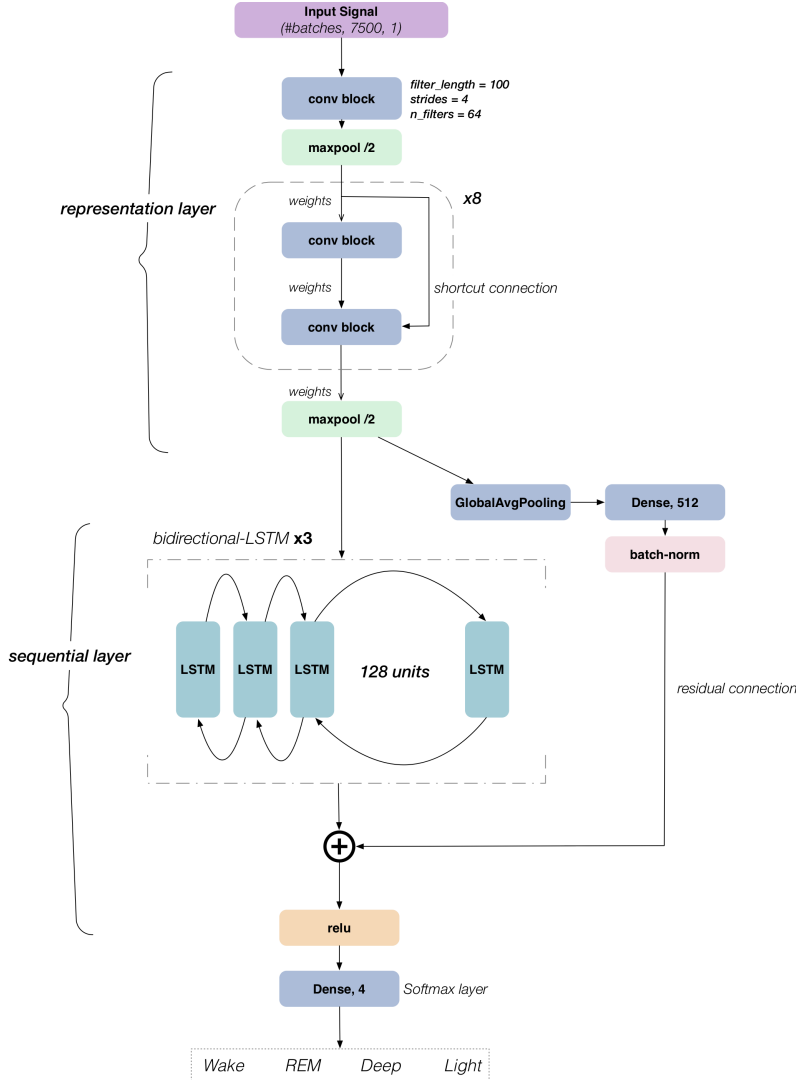 Input Signal
(#batches, 7500, 1)
conv block
filter_length = 100
strides = 4
n_filters = 64
maxpool /2
representation layer
weights
x8
conv block
weights
shortcut connection
conv block
weights
maxpool /2
GlobalAvgPooling
Dense, 512
bidirectional-LSTM x3
batch-norm
sequential layer
LSTM LSTM LSTM 128 units LSTM
residual connection
+
relu
Dense, 4
Softmax layer
Wake REM Deep Light